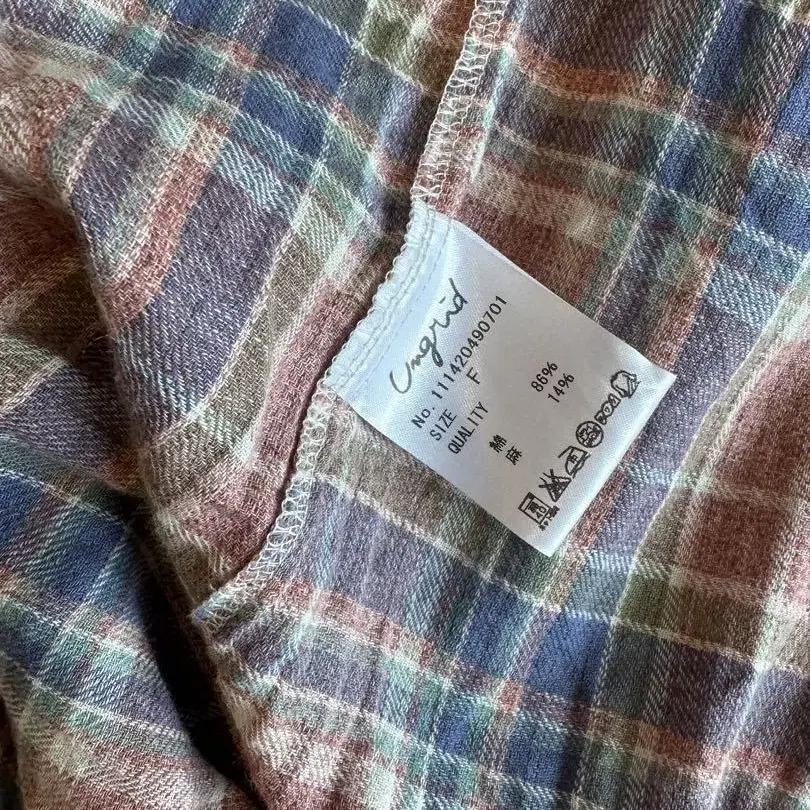 Ungrid
No. 111420490701
SIZE F
QUALITY
綿 86%
麻 14%